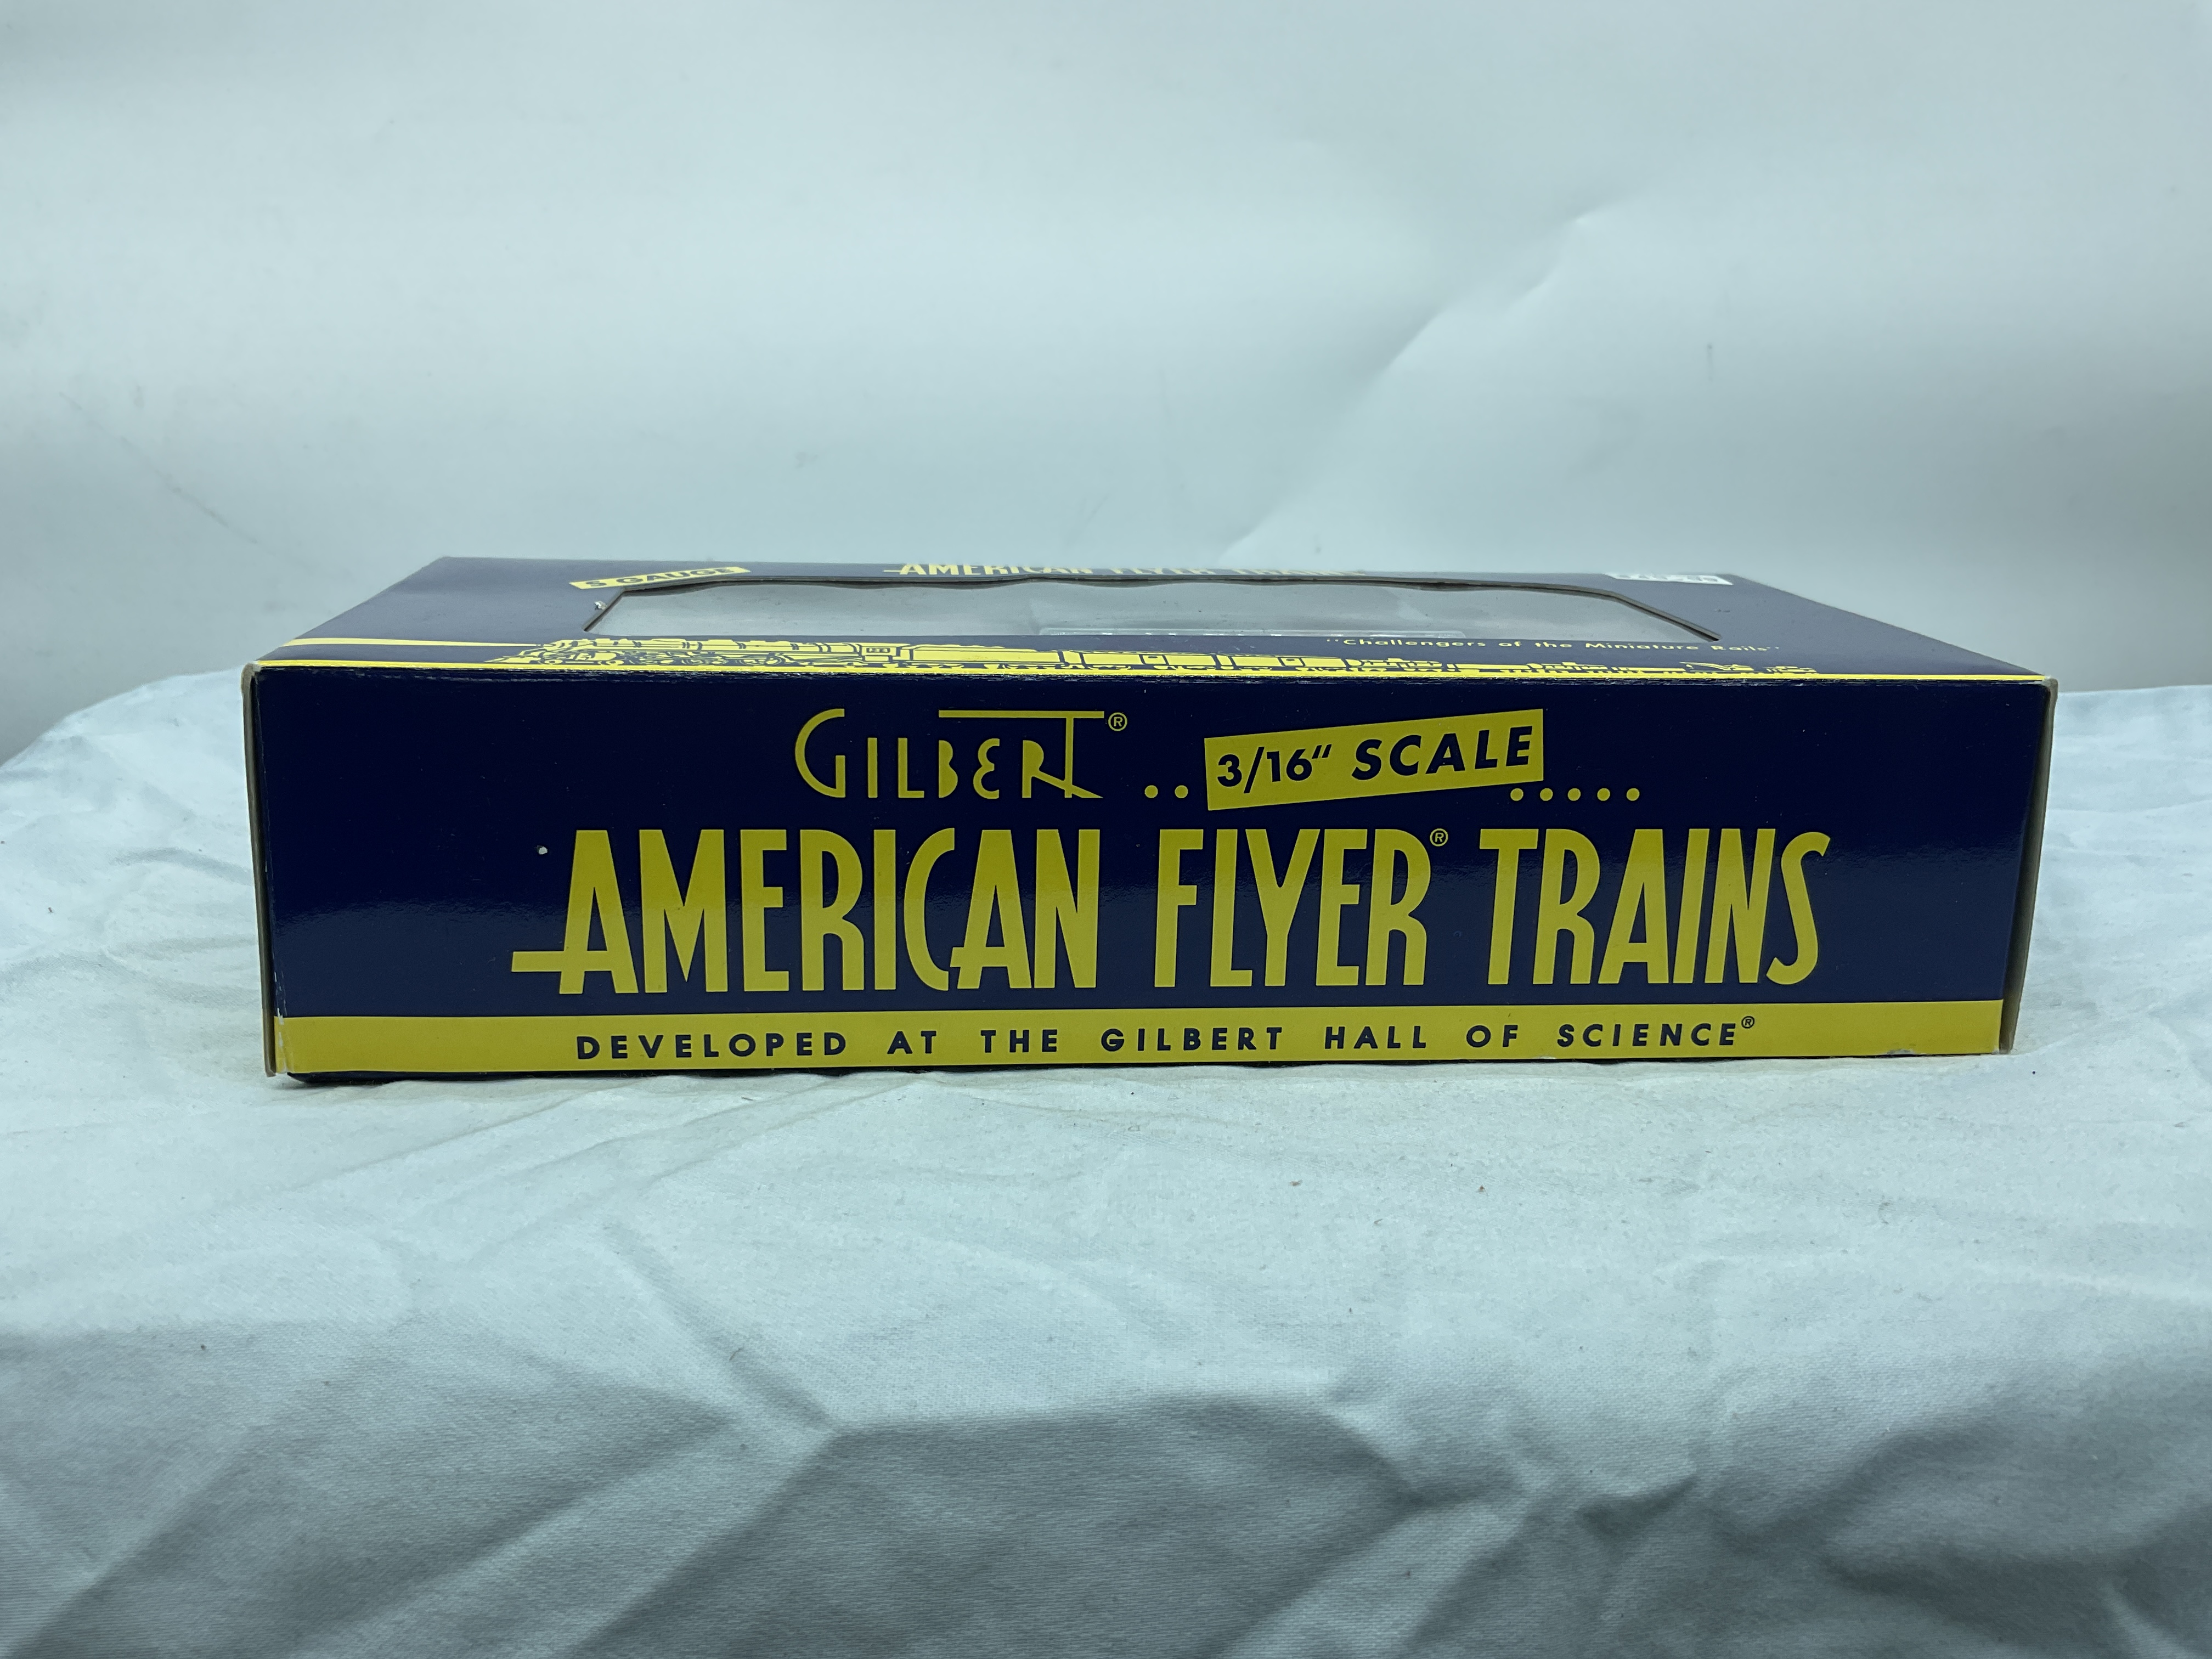 S GAUGE
AMERICAN FLYER TRAINS
"Challengers of the Miniature Rails"
GILBERT® .. 3/16" SCALE .....
AMERICAN FLYER® TRAINS
DEVELOPED AT THE GILBERT HALL OF SCIENCE®